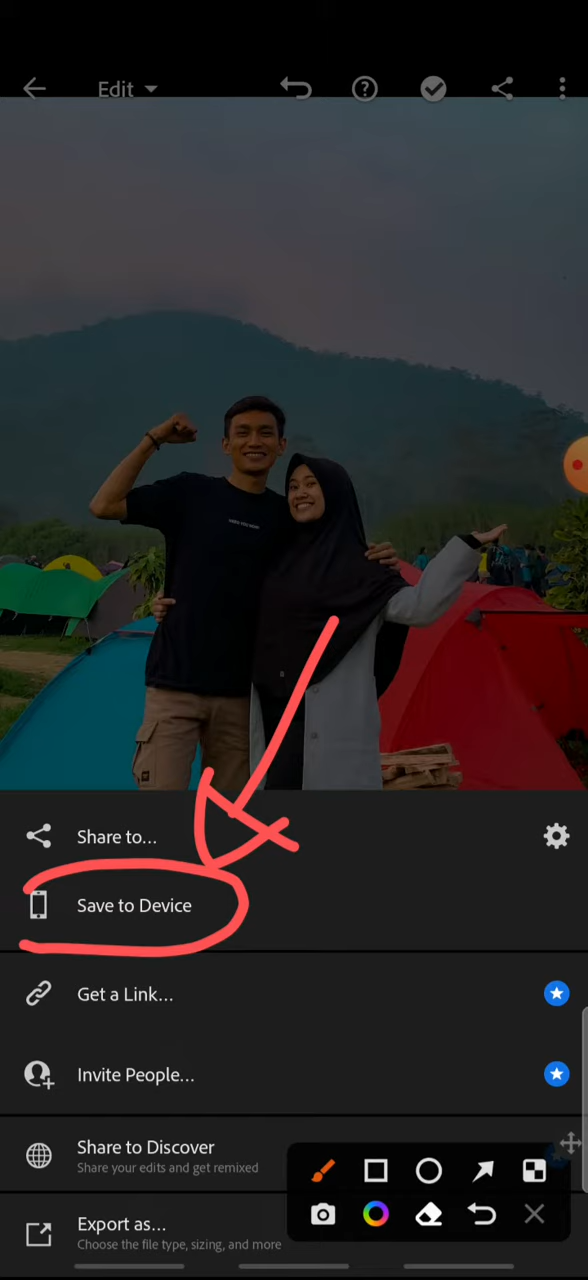 Edit
Share to...
Save to Device
Get a Link...
Invite People...
Share to Discover
Share your edits and get remixed
Export as...
Choose the file type, sizing, and more